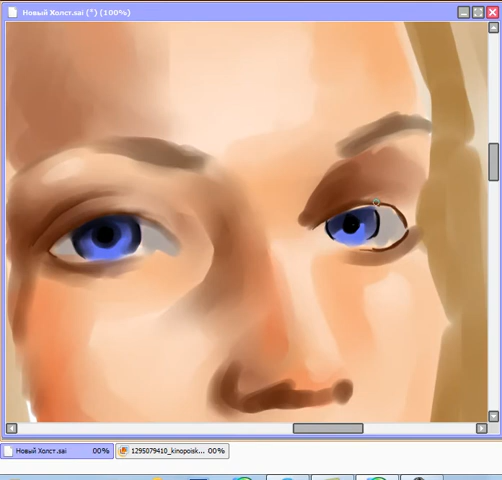 Новый Холст.sai (*) (100%)
Новый Холст.sai 00% 1295079410_kinopoisk... 00%